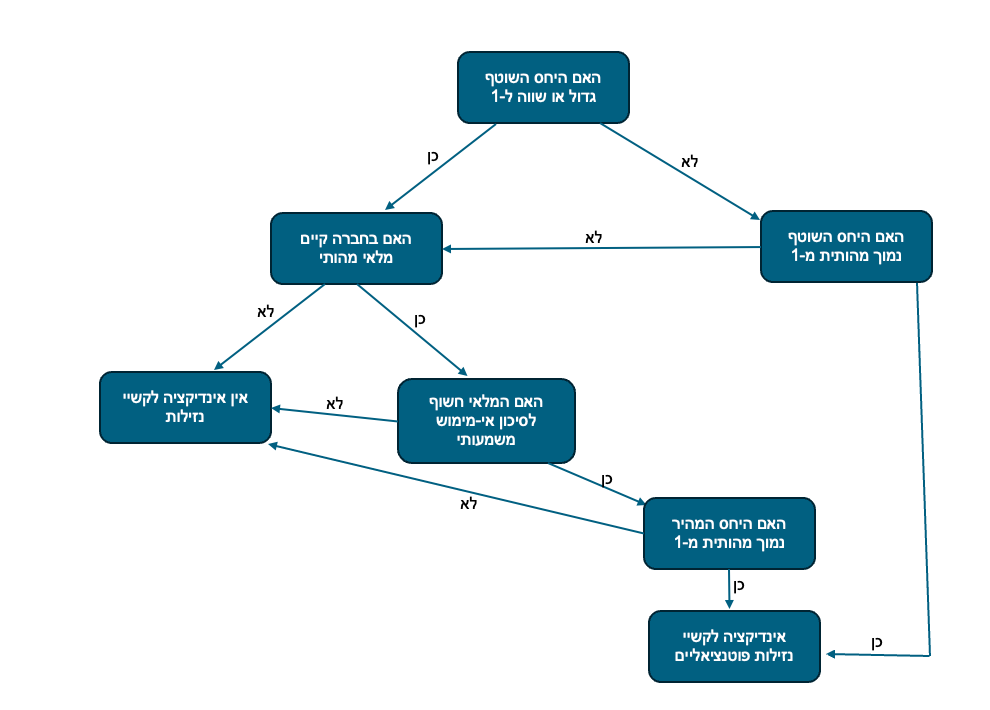 האם היחס השוטף
גדול או שווה ל-1
כן
לא
האם היחס השוטף
נמוך מהותית מ-1
לא
האם בחברה קיים
מלאי מהותי
לא
כן
אין אינדיקציה לקשיי
נזילות
האם המלאי חשוף
לסיכון אי-מימוש
משמעותי
לא
כן
לא
האם היחס המהיר
נמוך מהותית מ-1
כן
אינדיקציה לקשיי
נזילות פוטנציאליים
כן